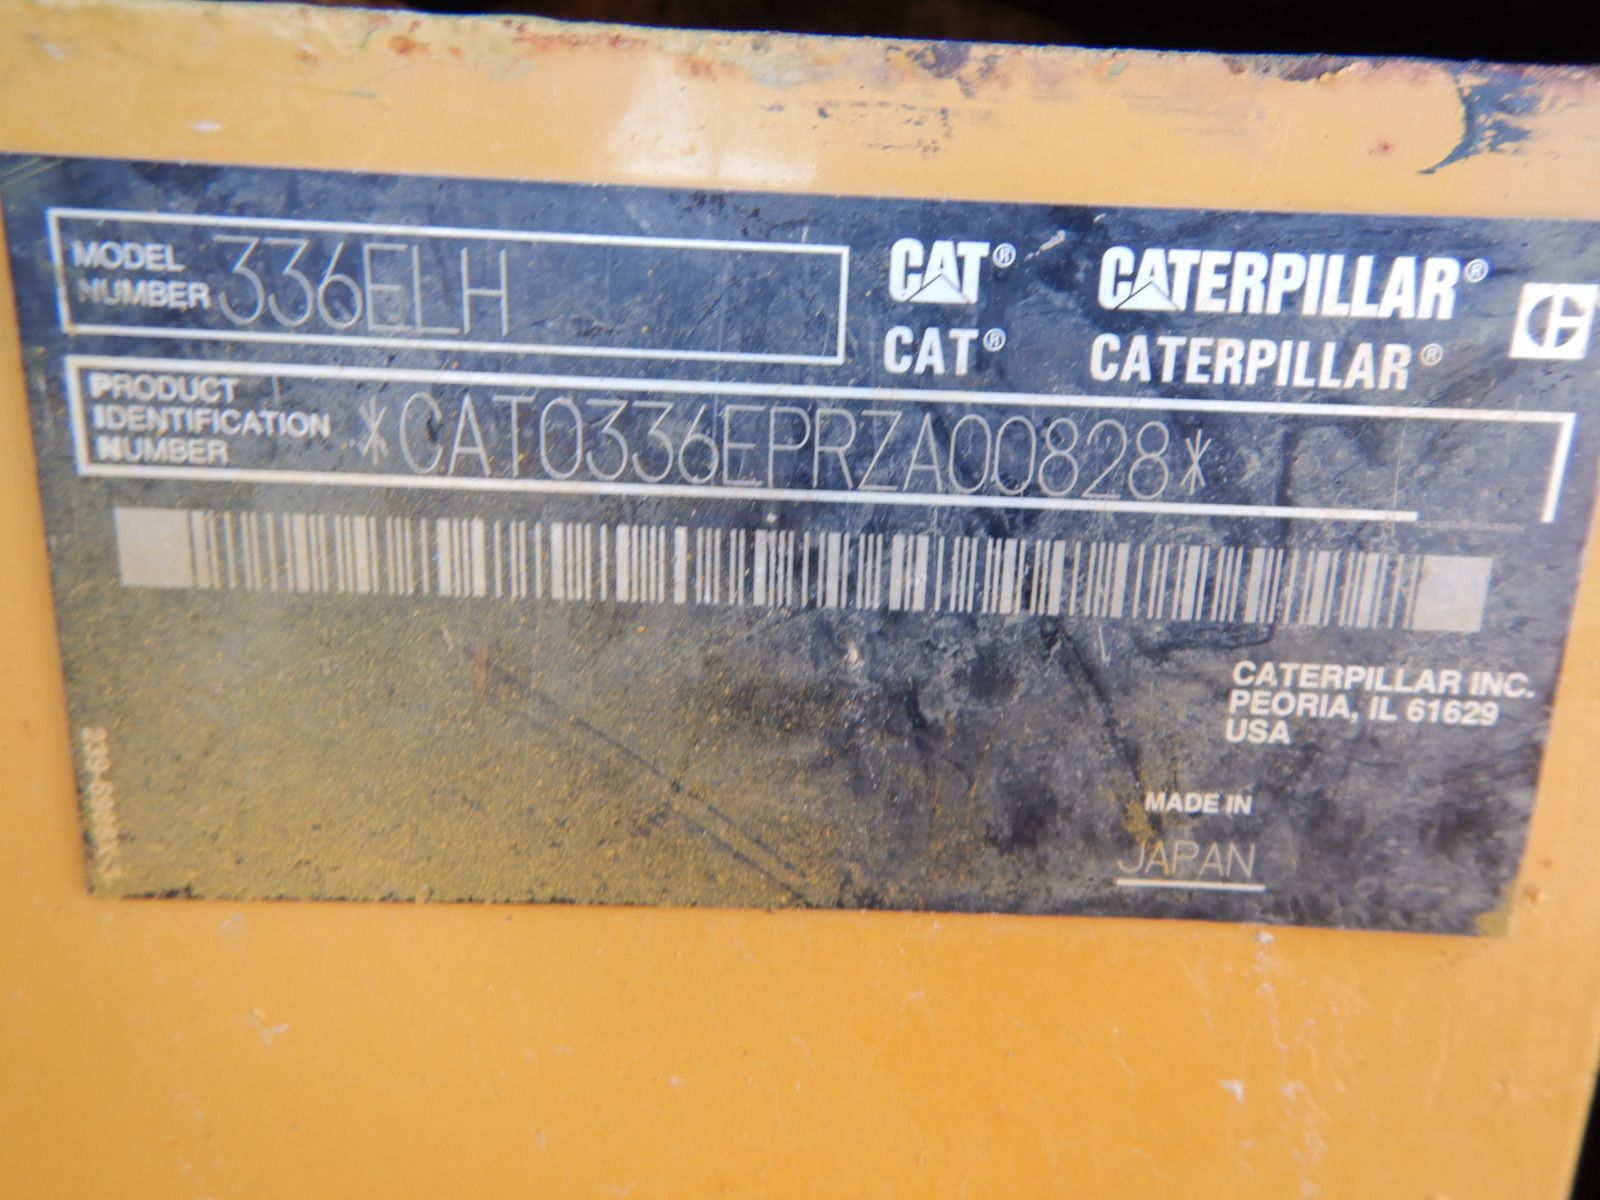 MODEL NUMBER 336ELH
CAT® CATERPILLAR®
CAT® CATERPILLAR®
PRODUCT IDENTIFICATION NUMBER *CAT0336EPRZA00828*
CATERPILLAR INC.
PEORIA, IL 61629
USA
MADE IN
JAPAN